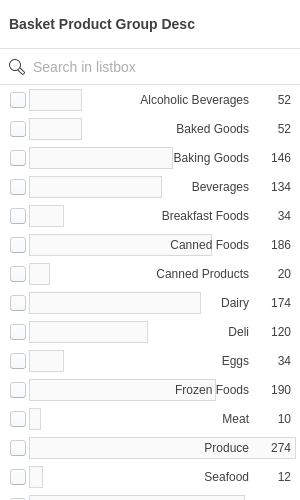 Basket Product Group Desc
Search in listbox
Alcoholic Beverages 52
Baked Goods 52
Baking Goods 146
Beverages 134
Breakfast Foods 34
Canned Foods 186
Canned Products 20
Dairy 174
Deli 120
Eggs 34
Frozen Foods 190
Meat 10
Produce 274
Seafood 12